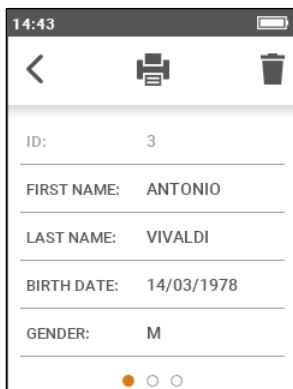 14:43
ID: 3
FIRST NAME: ANTONIO
LAST NAME: VIVALDI
BIRTH DATE: 14/03/1978
GENDER: M